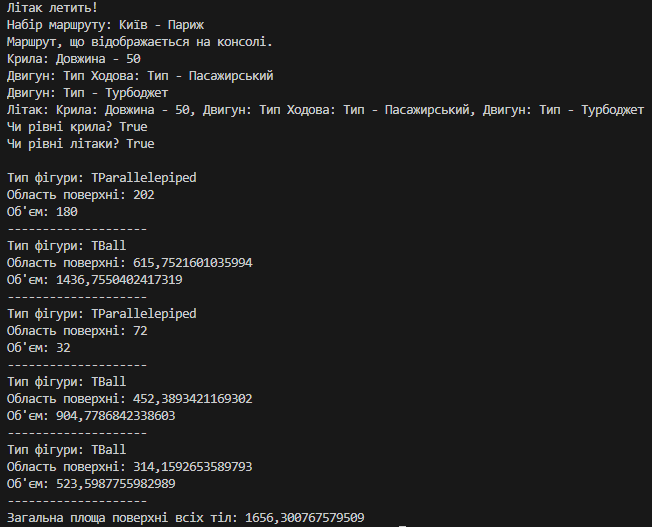 Літак летить!
Набір маршруту: Київ - Париж
Маршрут, що відображається на консолі.
Крила: Довжина - 50
Двигун: Тип Ходова: Тип - Пасажирський
Двигун: Тип - Турбоджет
Літак: Крила: Довжина - 50, Двигун: Тип Ходова: Тип - Пасажирський, Двигун: Тип - Турбоджет
Чи рівні крила? True
Чи рівні літаки? True
Тип фігури: TParallelepiped
Область поверхні: 202
Об'єм: 180
--------------------
Тип фігури: TBall
Область поверхні: 615,7521601035994
Об'єм: 1436,7550402417319
--------------------
Тип фігури: TParallelepiped
Область поверхні: 72
Об'єм: 32
--------------------
Тип фігури: TBall
Область поверхні: 452,3893421169302
Об'єм: 904,7786842338603
--------------------
Тип фігури: TBall
Область поверхні: 314,1592653589793
Об'єм: 523,5987755982989
--------------------
Загальна площа поверхні всіх тіл: 1656,300767579509